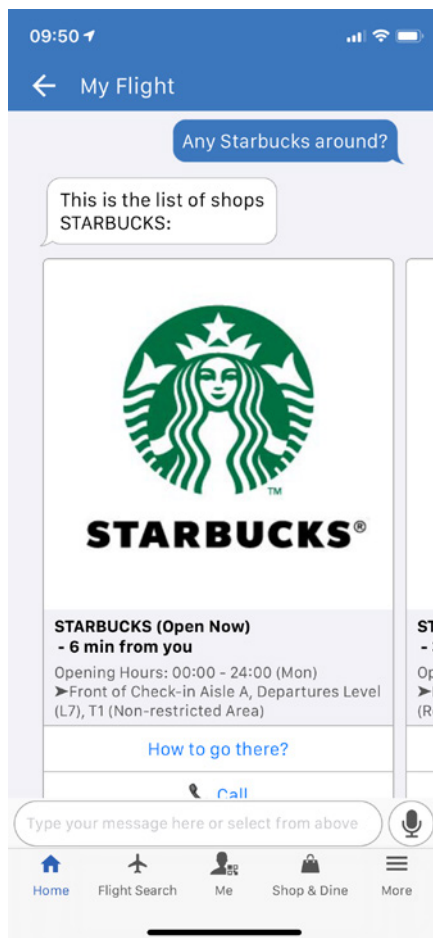 09:50
My Flight
Any Starbucks around?
This is the list of shops
STARBUCKS:
TM
STARBUCKS®
STARBUCKS (Open Now)
- 6 min from you
Opening Hours: 00:00 – 24:00 (Mon)
➤Front of Check-in Aisle A, Departures Level
(L7), T1 (Non-restricted Area)
How to go there?
Call
Type your message here or select from above
Home Flight Search Me Shop & Dine More